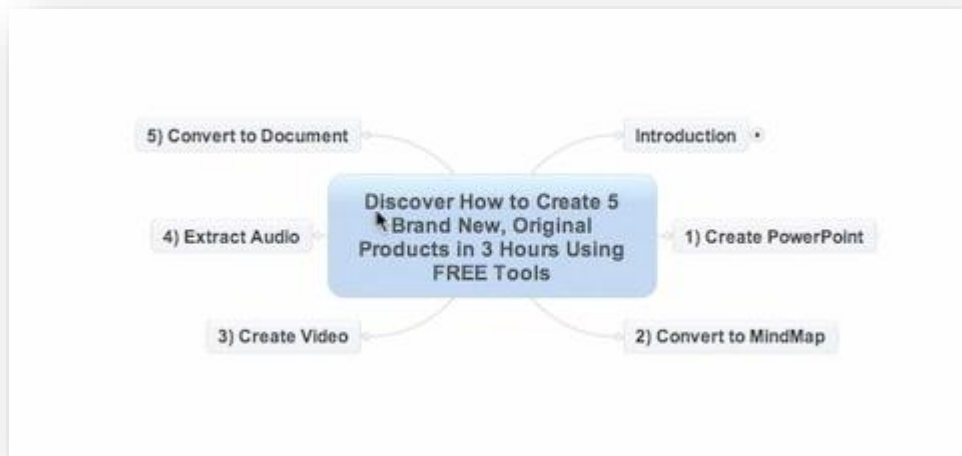 Discover How to Create 5
Brand New, Original
Products in 3 Hours Using
FREE Tools
Introduction
1) Create PowerPoint
2) Convert to MindMap
3) Create Video
4) Extract Audio
5) Convert to Document